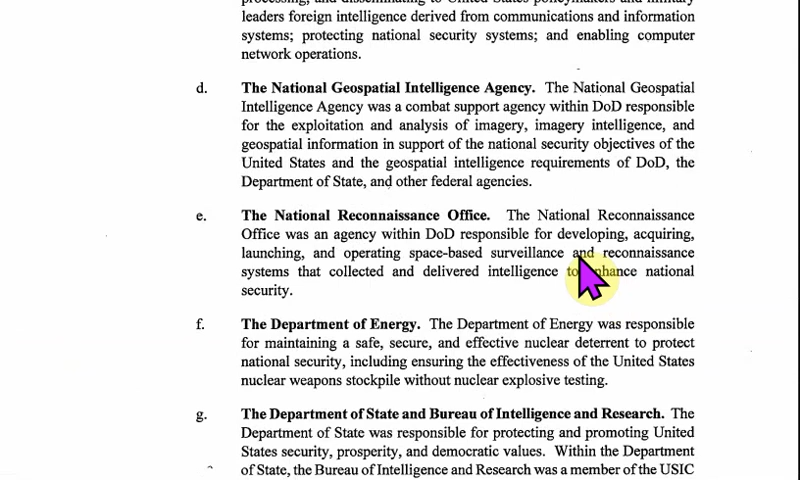 leaders foreign intelligence derived from communications and information
systems; protecting national security systems; and enabling computer
network operations.
d. The National Geospatial Intelligence Agency. The National Geospatial
Intelligence Agency was a combat support agency within DoD responsible
for the exploitation and analysis of imagery, imagery intelligence, and
geospatial information in support of the national security objectives of the
United States and the geospatial intelligence requirements of DoD, the
Department of State, and other federal agencies.
e. The National Reconnaissance Office. The National Reconnaissance
Office was an agency within DoD responsible for developing, acquiring,
launching, and operating space-based surveillance and reconnaissance
systems that collected and delivered intelligence to enhance national
security.
f. The Department of Energy. The Department of Energy was responsible
for maintaining a safe, secure, and effective nuclear deterrent to protect
national security, including ensuring the effectiveness of the United States
nuclear weapons stockpile without nuclear explosive testing.
g. The Department of State and Bureau of Intelligence and Research. The
Department of State was responsible for protecting and promoting United
States security, prosperity, and democratic values. Within the Department
of State, the Bureau of Intelligence and Research was a member of the USIC